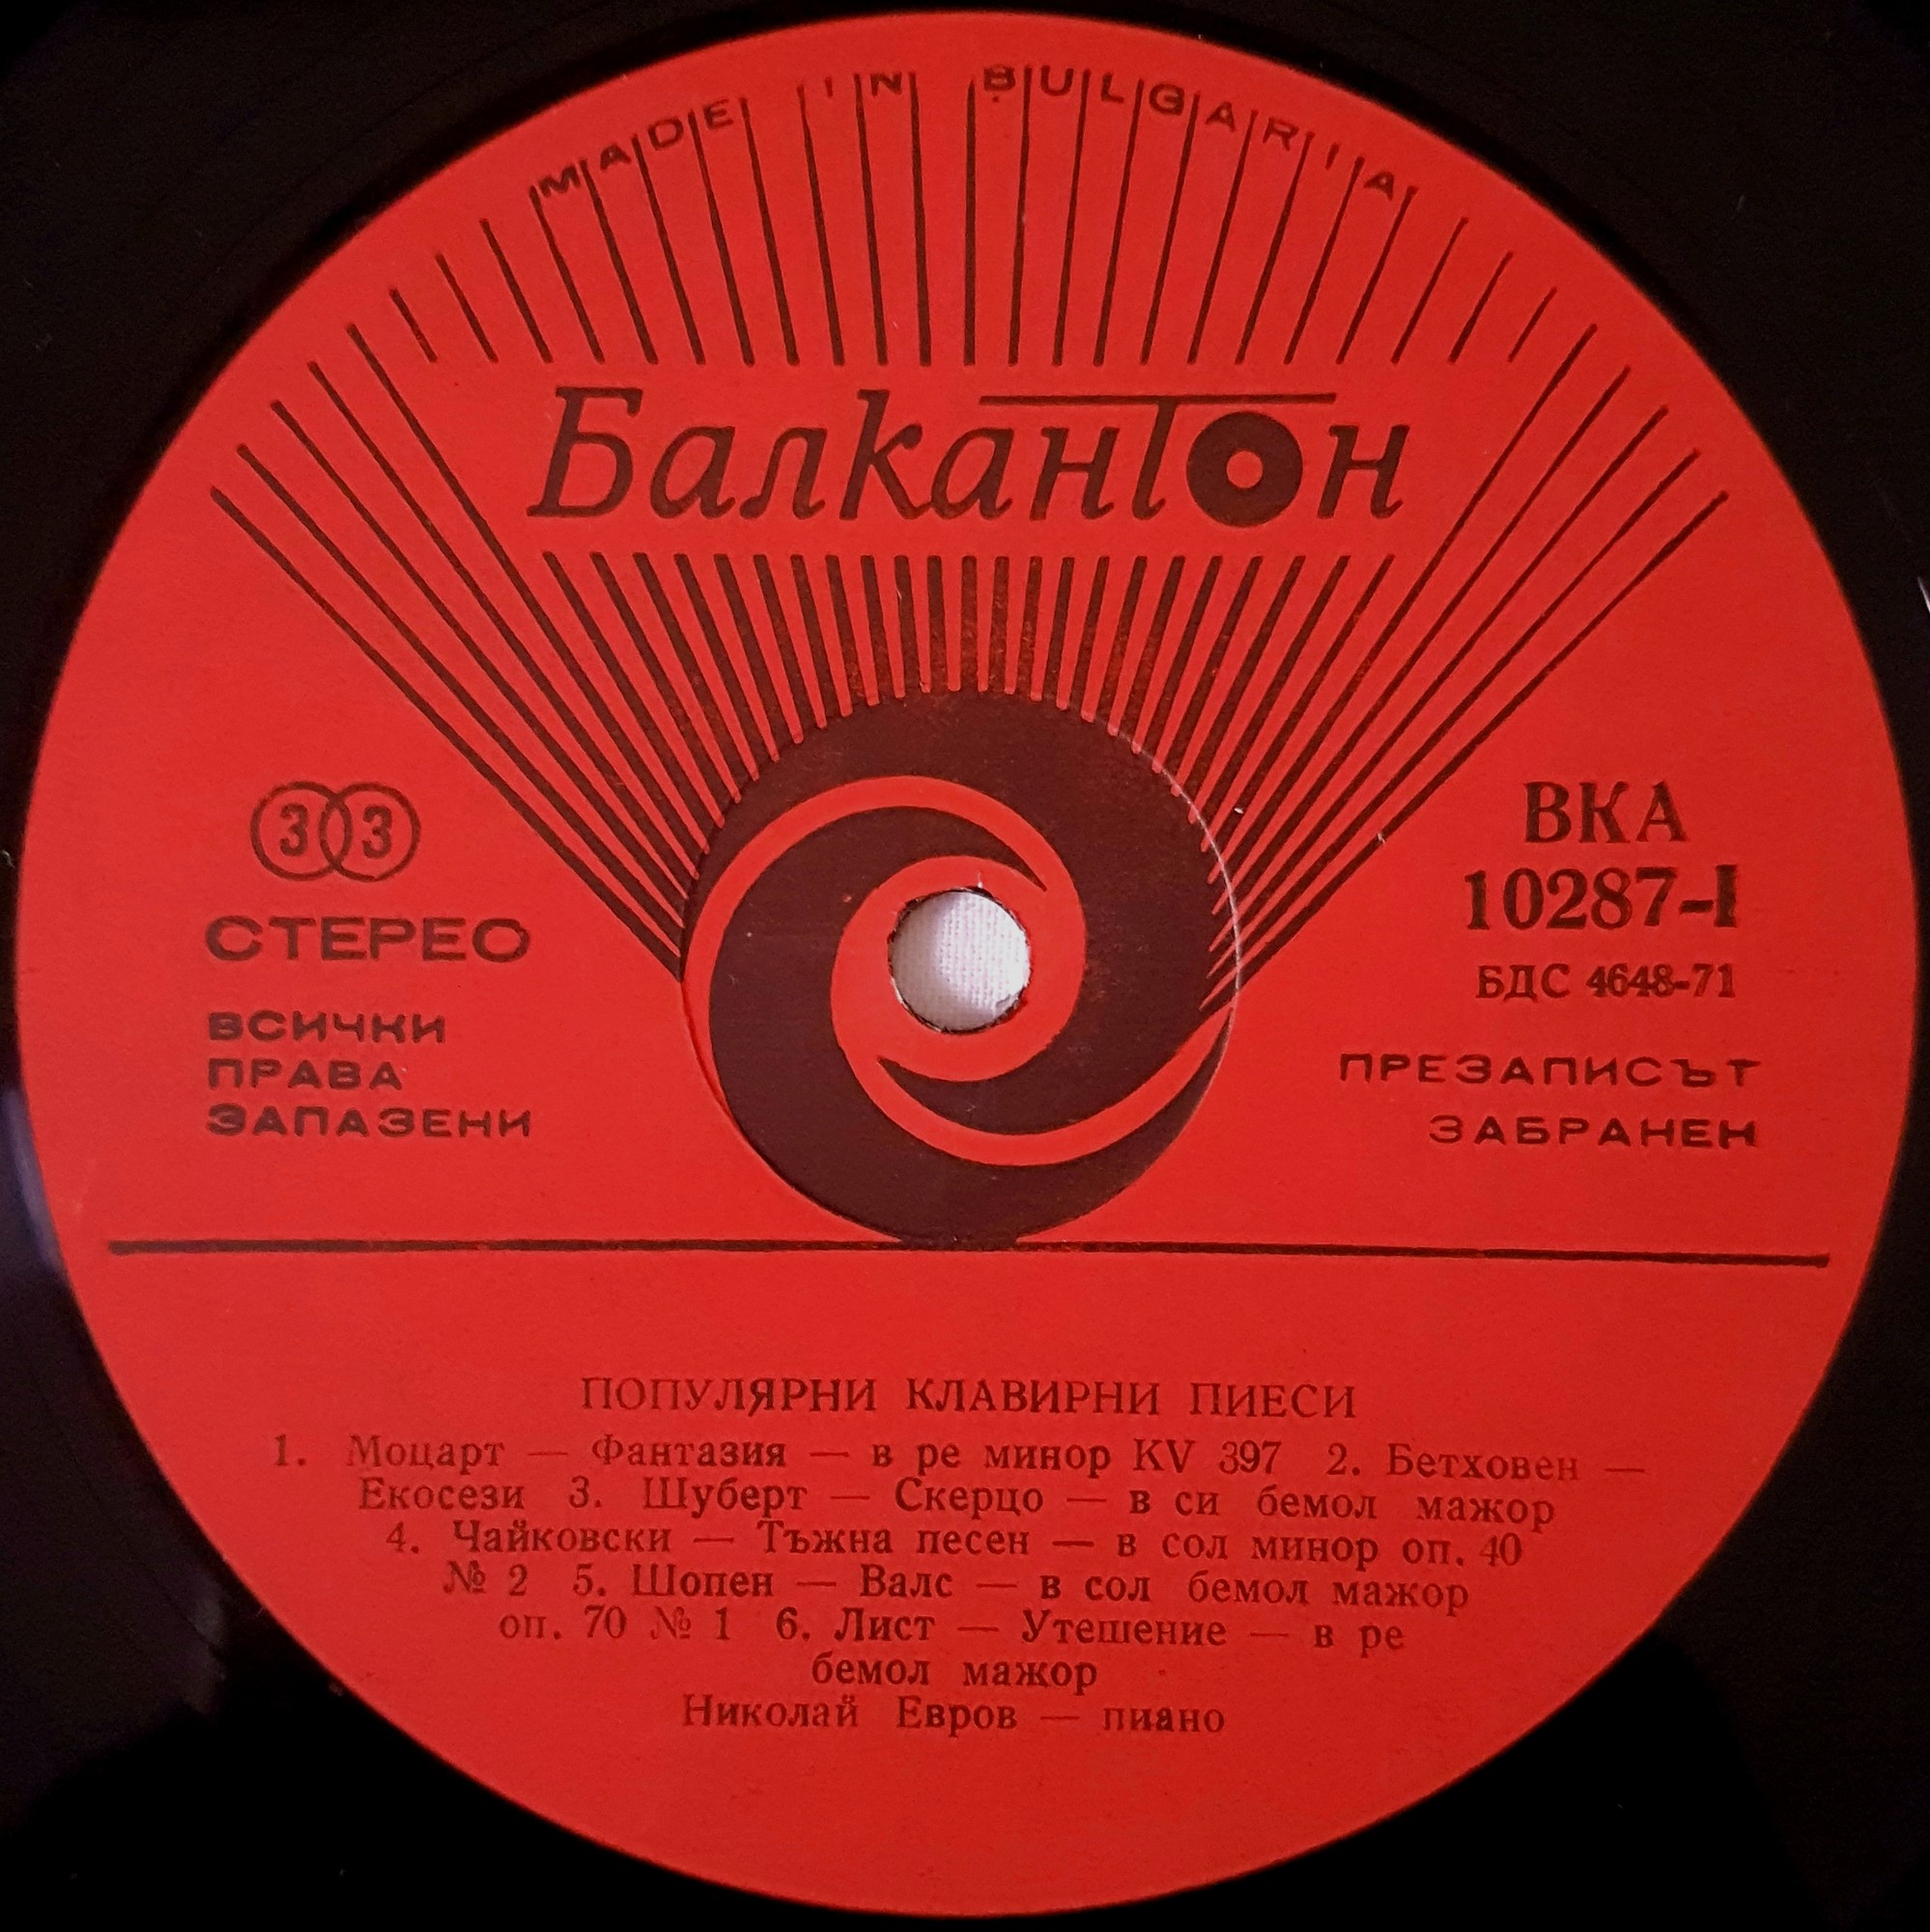 MADE IN BULGARIA
Балкантон
33
СТЕРЕО
ВСИЧКИ
ПРАВА
ЗАПАЗЕНИ
ВКА
10287-I
БДС 4648-71
ПРЕЗАПИСЪТ
ЗАБРАНЕН
ПОПУЛЯРНИ КЛАВИРНИ ПИЕСИ
1. Моцарт — Фантазия — в ре минор KV 397 2. Бетховен —
Екосези 3. Шуберт — Скерцо — в си бемол мажор
4. Чайковски — Тъжна песен — в сол минор оп. 40
№ 2 5. Шопен — Валс — в сол бемол мажор
оп. 70 № 1 6. Лист — Утешение — в ре
бемол мажор
Николай Евров — пиано